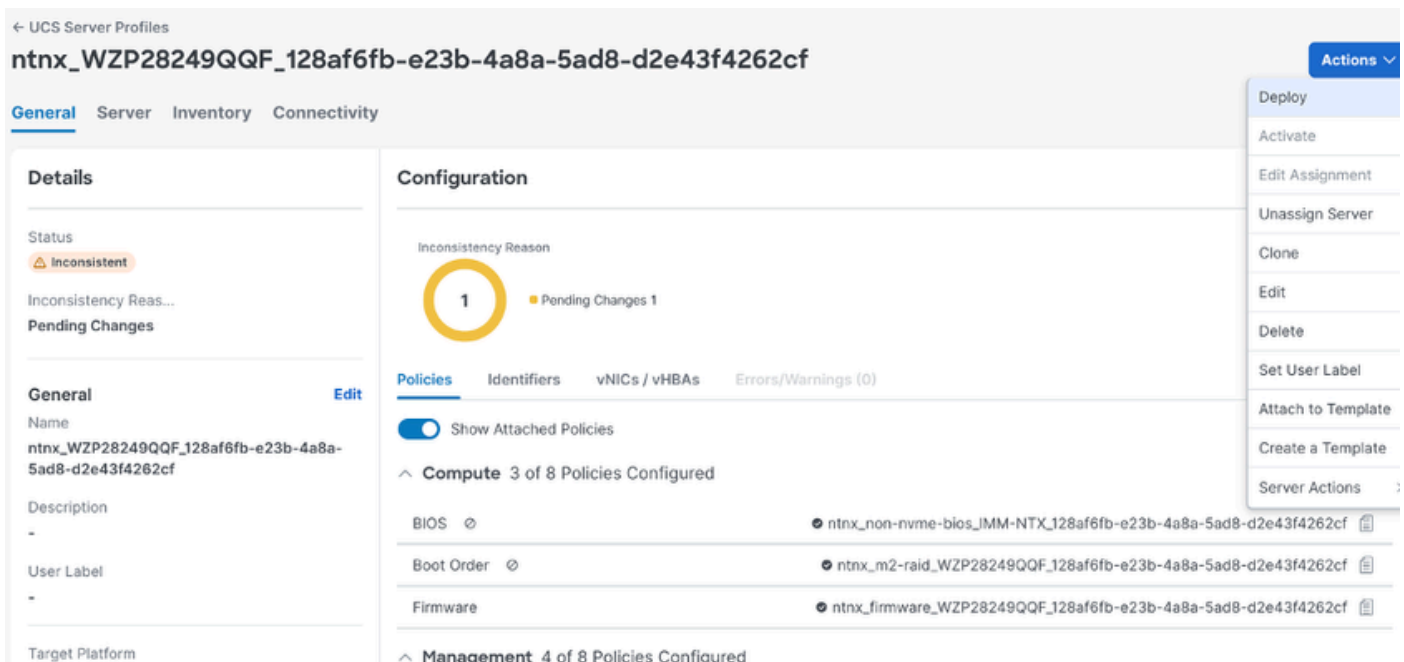 ← UCS Server Profiles
ntnx_WZP28249QQF_128af6fb-e23b-4a8a-5ad8-d2e43f4262cf
Actions
General Server Inventory Connectivity
Deploy
Activate
Edit Assignment
Unassign Server
Clone
Edit
Delete
Set User Label
Attach to Template
Create a Template
Server Actions
Details
Status
Inconsistent
Inconsistency Reas...
Pending Changes
General Edit
Name
ntnx_WZP28249QQF_128af6fb-e23b-4a8a-
5ad8-d2e43f4262cf
Description
-
User Label
-
Target Platform
Configuration
Inconsistency Reason
1
Pending Changes 1
Policies Identifiers vNICs / vHBAs Errors/Warnings (0)
Show Attached Policies
Compute 3 of 8 Policies Configured
BIOS ntnx_non-nvme-bios_IMM-NTX_128af6fb-e23b-4a8a-5ad8-d2e43f4262cf
Boot Order ntnx_m2-raid_WZP28249QQF_128af6fb-e23b-4a8a-5ad8-d2e43f4262cf
Firmware ntnx_firmware_WZP28249QQF_128af6fb-e23b-4a8a-5ad8-d2e43f4262cf
Management 4 of 8 Policies Configured